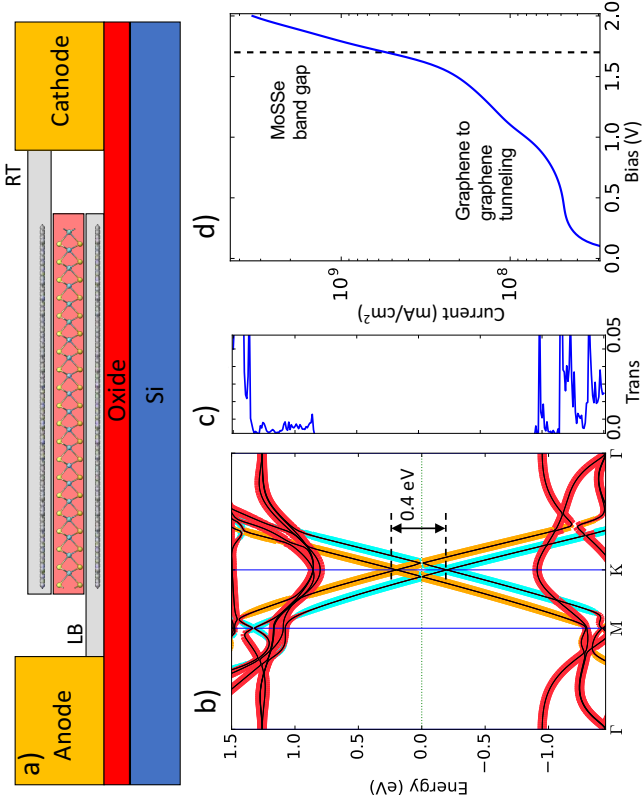 a)
Anode
LB
RT
Cathode
Oxide
Si
b)
Energy (eV)
1.5
1.0
0.5
0.0
−0.5
−1.0
0.4 eV
Γ
M
K
Γ
c)
0.0
0.05
Trans
d)
MoSSe
band gap
Graphene to
graphene
tunneling
Current (mA/cm²)
10⁹
10⁸
0.0
0.5
1.0
1.5
2.0
Bias (V)